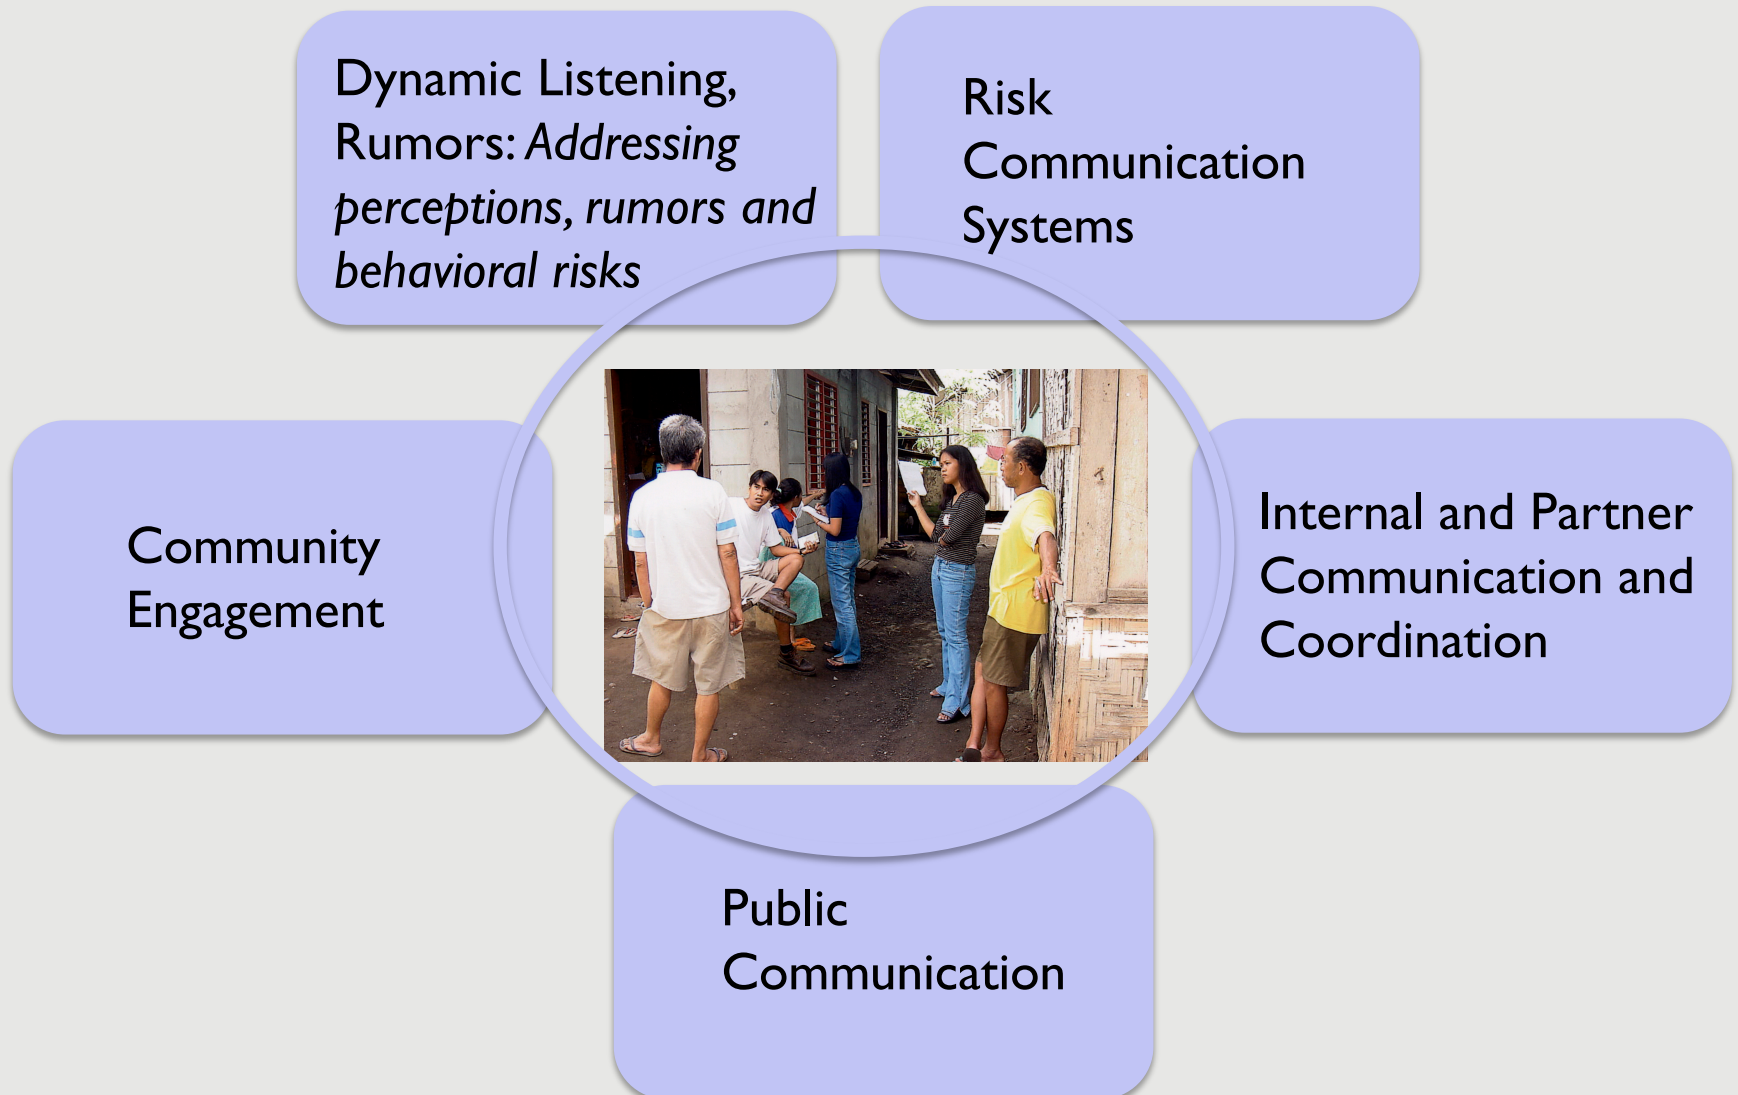 Dynamic Listening,
Rumors: Addressing
perceptions, rumors and
behavioral risks
Risk
Communication
Systems
Internal and Partner
Communication and
Coordination
Public
Communication
Community
Engagement